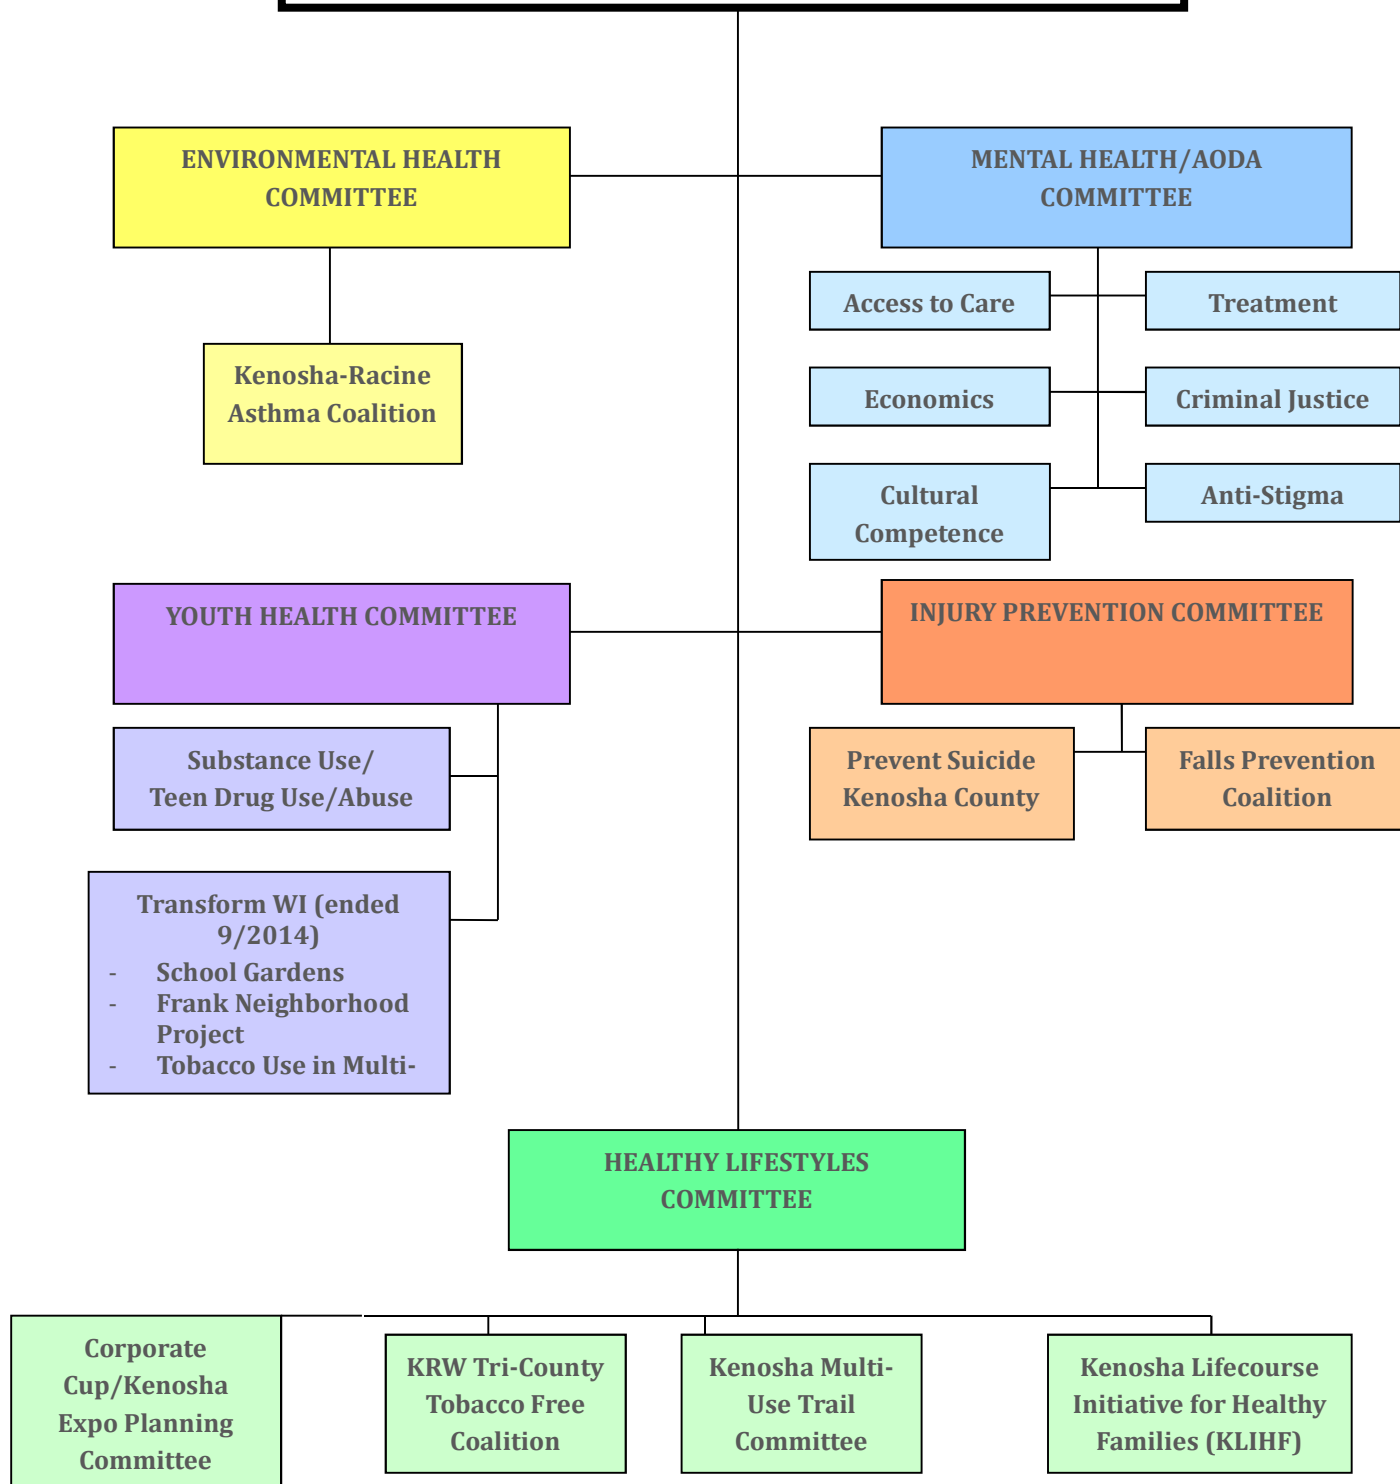 ENVIRONMENTAL HEALTH
COMMITTEE
MENTAL HEALTH/AODA
COMMITTEE
Access to Care
Treatment
Kenosha-Racine
Asthma Coalition
Economics
Criminal Justice
Cultural
Competence
Anti-Stigma
YOUTH HEALTH COMMITTEE
INJURY PREVENTION COMMITTEE
Substance Use/
Teen Drug Use/Abuse
Prevent Suicide
Kenosha County
Falls Prevention
Coalition
Transform WI (ended
9/2014)
- School Gardens
- Frank Neighborhood
Project
- Tobacco Use in Multi-
HEALTHY LIFESTYLES
COMMITTEE
Corporate
Cup/Kenosha
Expo Planning
Committee
KRW Tri-County
Tobacco Free
Coalition
Kenosha Multi-
Use Trail
Committee
Kenosha Lifecourse
Initiative for Healthy
Families (KLIHF)